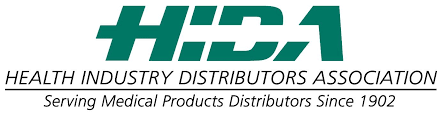 HIDA
HEALTH INDUSTRY DISTRIBUTORS ASSOCIATION
Serving Medical Products Distributors Since 1902